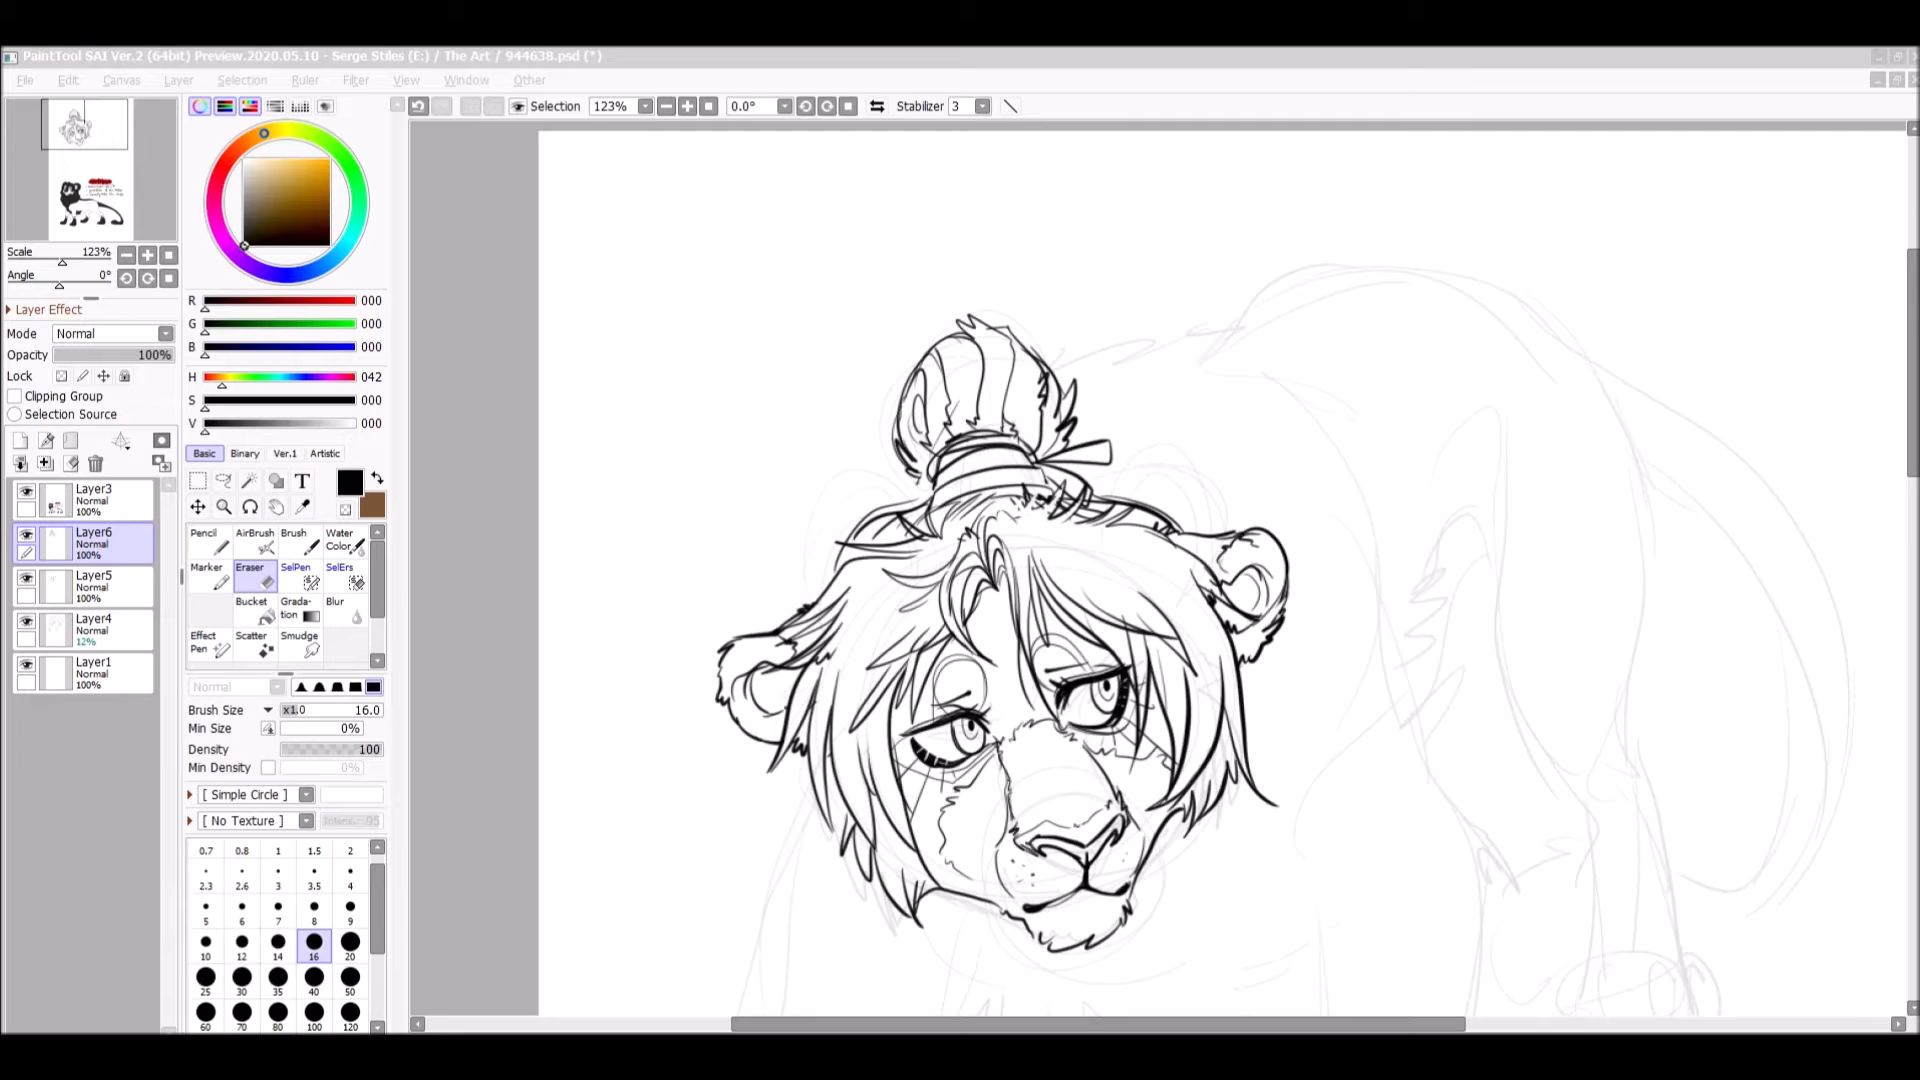 PaintTool SAI Ver.2 (64bit) Preview.2020.05.10 - Serge Stiles (E:) / The Art / 944638.psd (*)
File Edit Canvas Layer Selection Ruler Filter View Window Other
Selection 123% 0.0° Stabilizer 3
Scale 123%
Angle 0°
Layer Effect
Mode Normal
Opacity 100%
Lock
Clipping Group
Selection Source
Layer3
Normal
100%
Layer6
Normal
100%
Layer5
Normal
100%
Layer4
Normal
12%
Layer1
Normal
100%
R 000
G 000
B 000
H 042
S 000
V 000
Basic Binary Ver.1 Artistic
T
Pencil AirBrush Brush Water Color
Marker Eraser SelPen SelErs
Bucket Grada-tion Blur
Effect Pen Scatter Smudge
Normal
Brush Size x1.0 16.0
Min Size 0%
Density 100
Min Density 0%
[ Simple Circle ]
[ No Texture ] Intens. 95
0.7 0.8 1 1.5 2
2.3 2.6 3 3.5 4
5 6 7 8 9
10 12 14 16 20
25 30 35 40 50
60 70 80 100 120